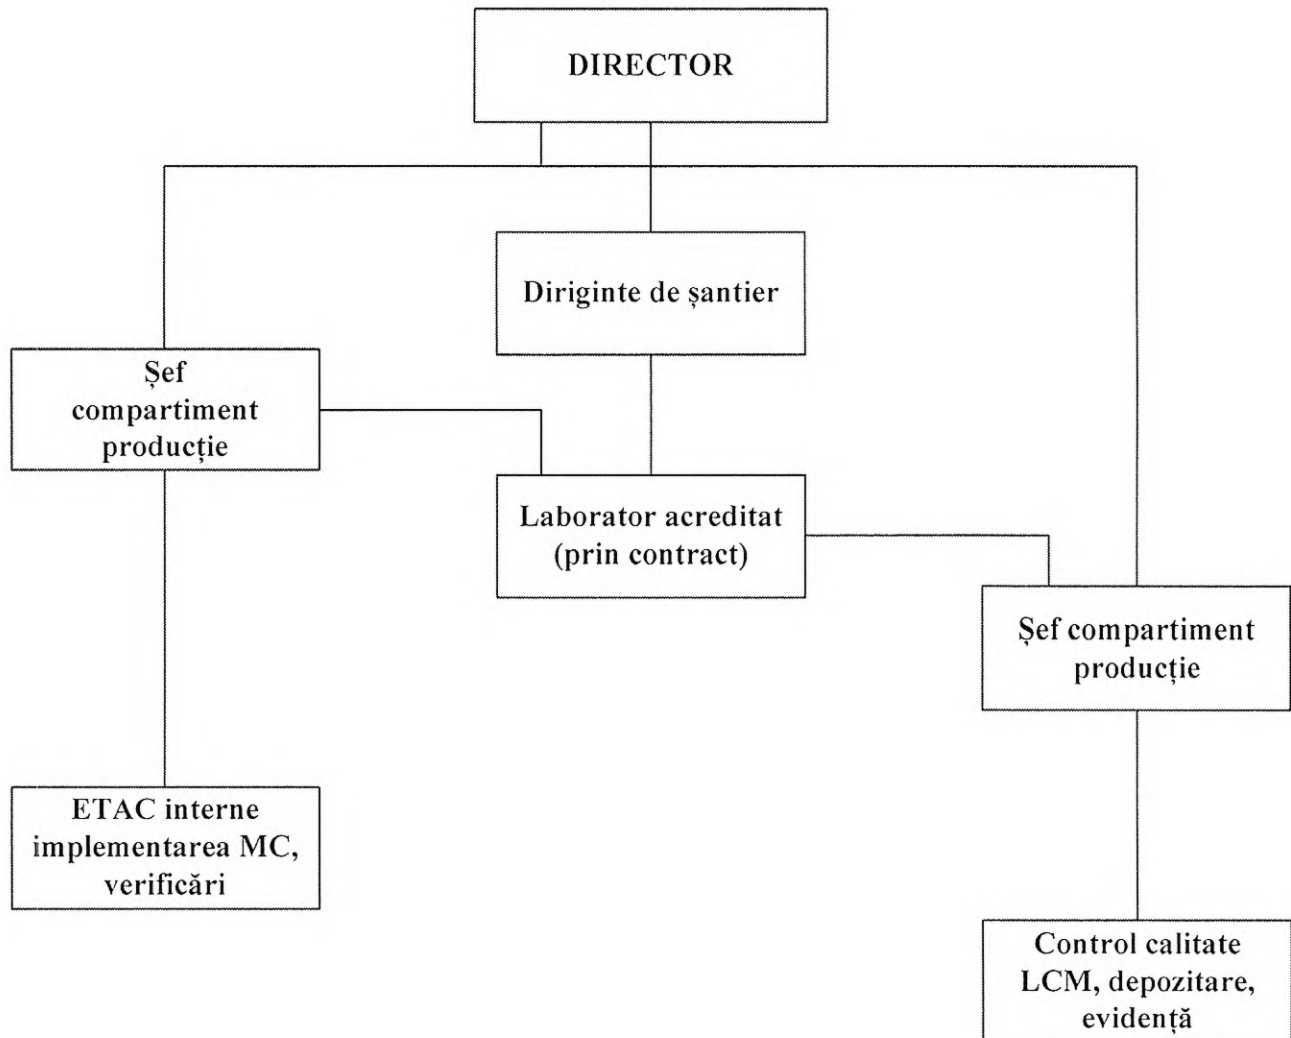 DIRECTOR
Diriginte de șantier
Șef
compartiment
producție
Laborator acreditat
(prin contract)
Șef compartiment
producție
ETAC interne
implementarea MC,
verificări
Control calitate
LCM, depozitare,
evidență